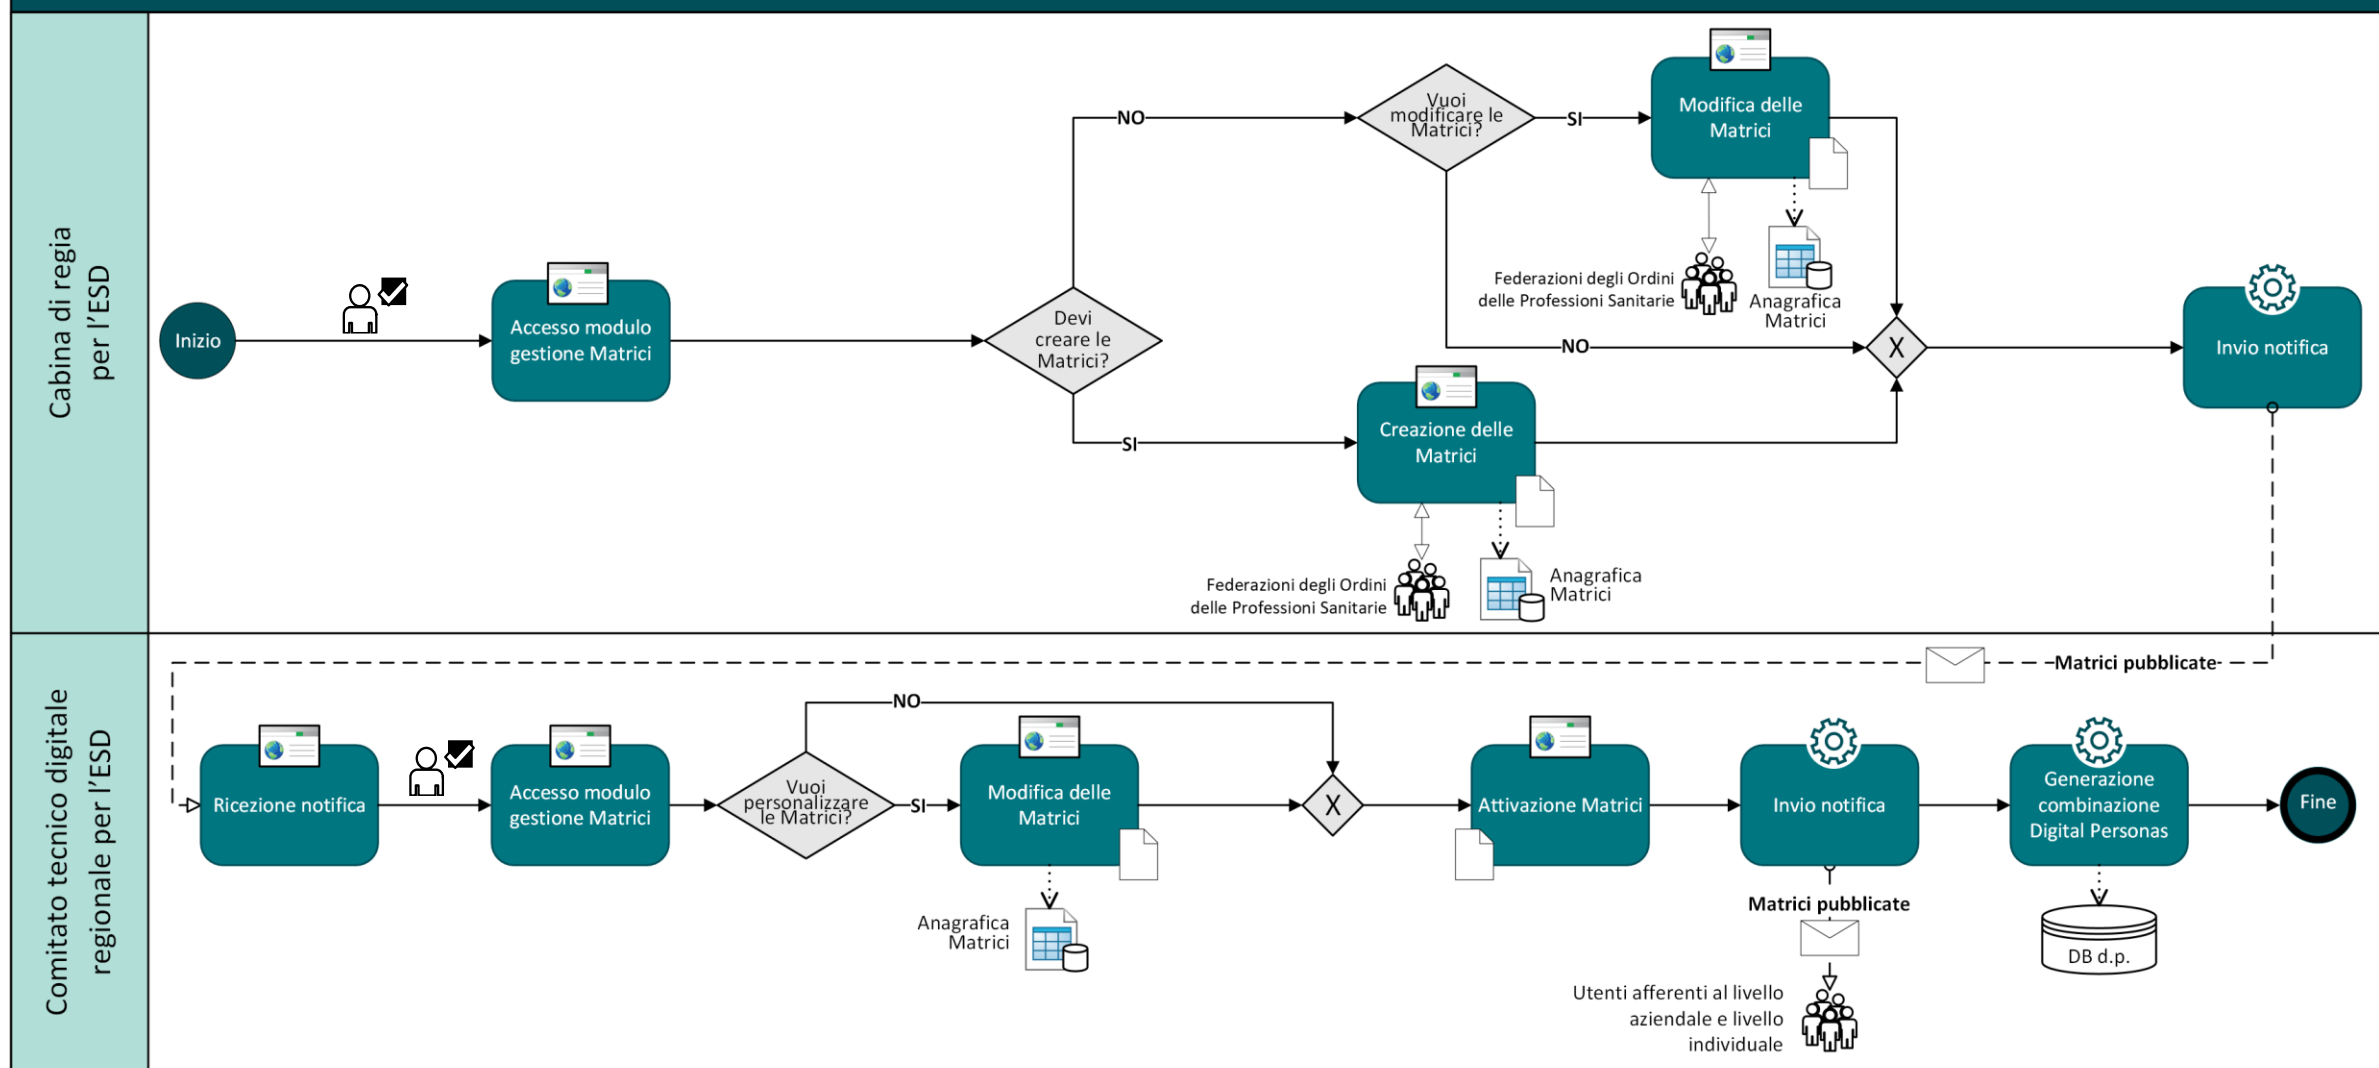 Cabina di regia
per l'ESD
Inizio
Accesso modulo
gestione Matrici
Devi
creare le
Matrici?
NO
Vuoi
modificare le
Matrici?
SI
Modifica delle
Matrici
Federazioni degli Ordini
delle Professioni Sanitarie
Anagrafica
Matrici
NO
X
Invio notifica
SI
Creazione delle
Matrici
Federazioni degli Ordini
delle Professioni Sanitarie
Anagrafica
Matrici
Comitato tecnico digitale
regionale per l'ESD
Matrici pubblicate
Ricezione notifica
Accesso modulo
gestione Matrici
Vuoi
personalizzare
le Matrici?
NO
SI
Modifica delle
Matrici
Anagrafica
Matrici
X
Attivazione Matrici
Invio notifica
Matrici pubblicate
Utenti afferenti al livello
aziendale e livello
individuale
Generazione
combinazione
Digital Personas
DB d.p.
Fine